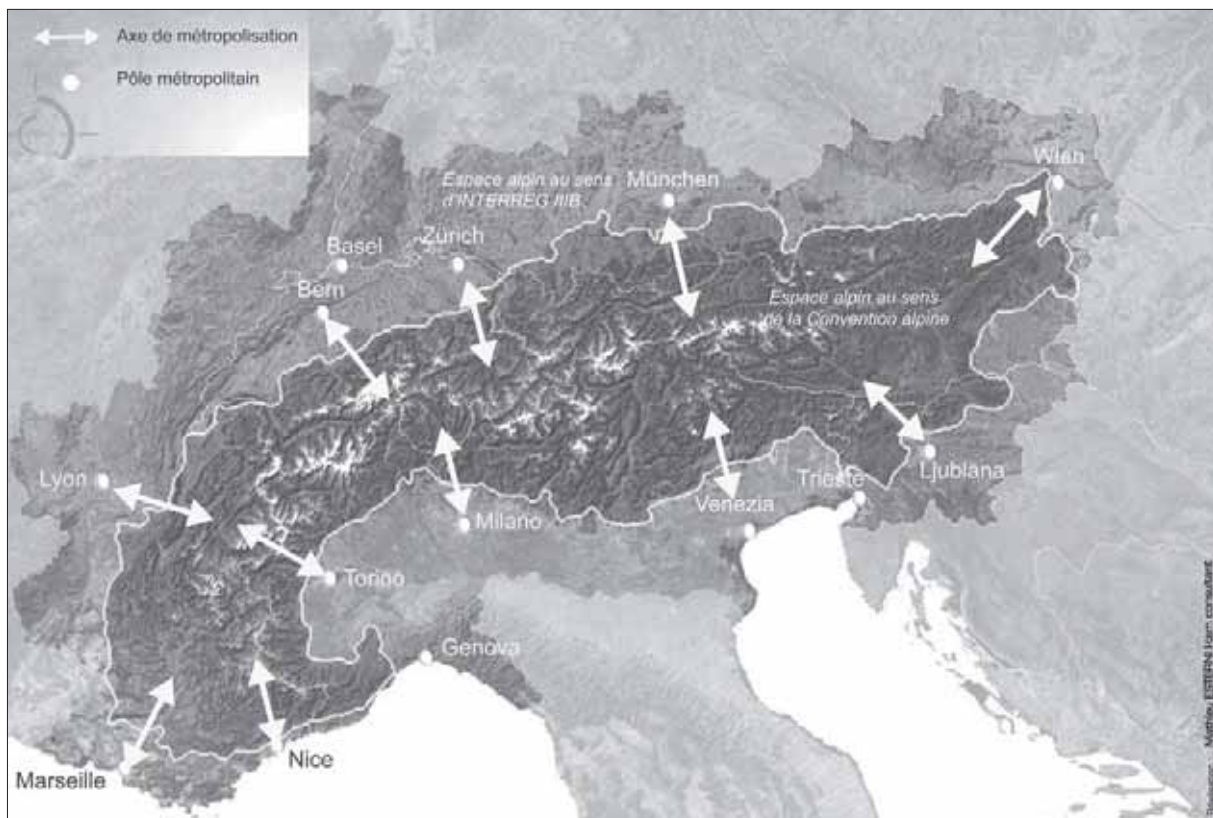 Axe de métropolisation
Pôle métropolitain
Wien
Espace alpin au sens
d'INTERREG IIIB
München
Basel
Zürich
Bern
Espace alpin au sens
de la Convention alpine
Lyon
Ljubljana
Trieste
Venezia
Milano
Torino
Genova
Nice
Marseille